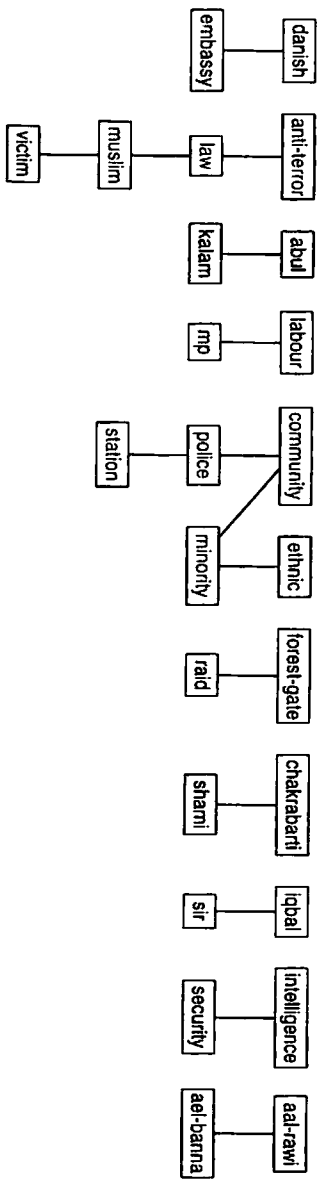 danish
embassy
anti-terror
law
muslim
victim
abul
kalam
labour
mp
community
police
station
ethnic
minority
forest-gate
raid
chakrabarti
shami
iqbal
sir
intelligence
security
aal-rawi
ael-banna